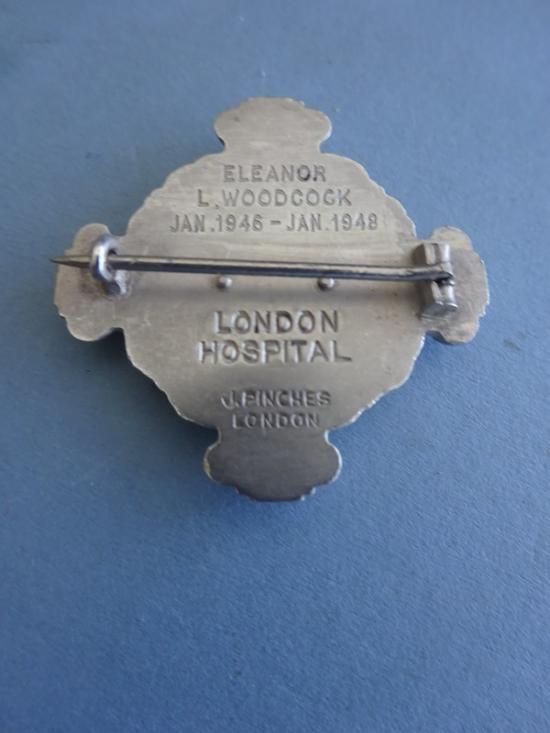 ELEANOR
L. WOODCOCK
JAN. 1946 - JAN. 1948
LONDON
HOSPITAL
J. PINCHES
LONDON